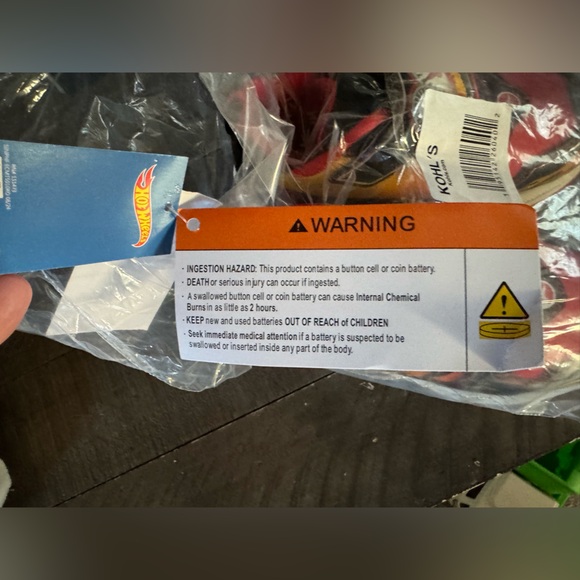 HOT WHEELS
KOHL'S
WARNING
· INGESTION HAZARD: This product contains a button cell or coin battery.
· DEATH or serious injury can occur if ingested.
· A swallowed button cell or coin battery can cause Internal Chemical
Burns in as little as 2 hours.
· KEEP new and used batteries OUT OF REACH of CHILDREN
· Seek immediate medical attention if a battery is suspected to be
swallowed or inserted inside any part of the body.